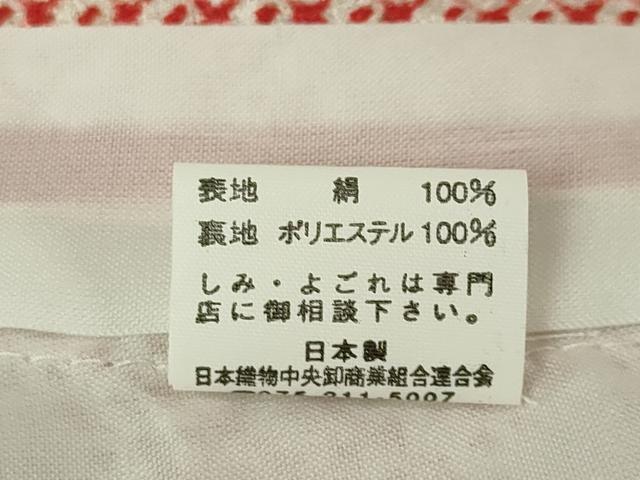 表地 絹 100%
裏地 ポリエステル 100%
しみ・よごれは専門
店に御相談下さい。
日本製
日本織物中央卸商業組合連合会